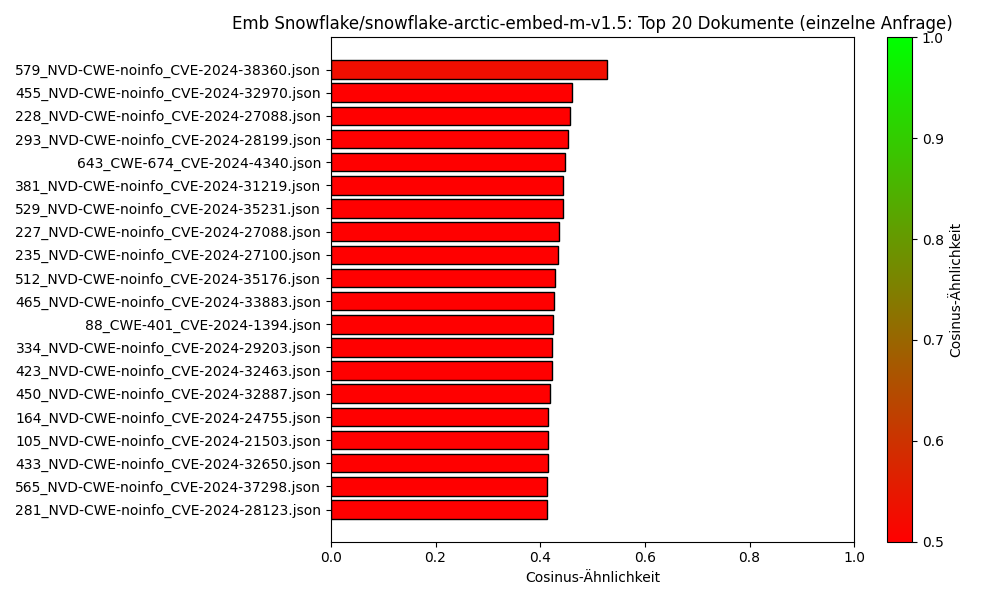 Emb Snowflake/snowflake-arctic-embed-m-v1.5: Top 20 Dokumente (einzelne Anfrage)
579_NVD-CWE-noinfo_CVE-2024-38360.json
455_NVD-CWE-noinfo_CVE-2024-32970.json
228_NVD-CWE-noinfo_CVE-2024-27088.json
293_NVD-CWE-noinfo_CVE-2024-28199.json
643_CWE-674_CVE-2024-4340.json
381_NVD-CWE-noinfo_CVE-2024-31219.json
529_NVD-CWE-noinfo_CVE-2024-35231.json
227_NVD-CWE-noinfo_CVE-2024-27088.json
235_NVD-CWE-noinfo_CVE-2024-27100.json
512_NVD-CWE-noinfo_CVE-2024-35176.json
465_NVD-CWE-noinfo_CVE-2024-33883.json
88_CWE-401_CVE-2024-1394.json
334_NVD-CWE-noinfo_CVE-2024-29203.json
423_NVD-CWE-noinfo_CVE-2024-32463.json
450_NVD-CWE-noinfo_CVE-2024-32887.json
164_NVD-CWE-noinfo_CVE-2024-24755.json
105_NVD-CWE-noinfo_CVE-2024-21503.json
433_NVD-CWE-noinfo_CVE-2024-32650.json
565_NVD-CWE-noinfo_CVE-2024-37298.json
281_NVD-CWE-noinfo_CVE-2024-28123.json
0.0 0.2 0.4 0.6 0.8 1.0
Cosinus-Ähnlichkeit
1.0
0.9
0.8
0.7
0.6
0.5
Cosinus-Ähnlichkeit